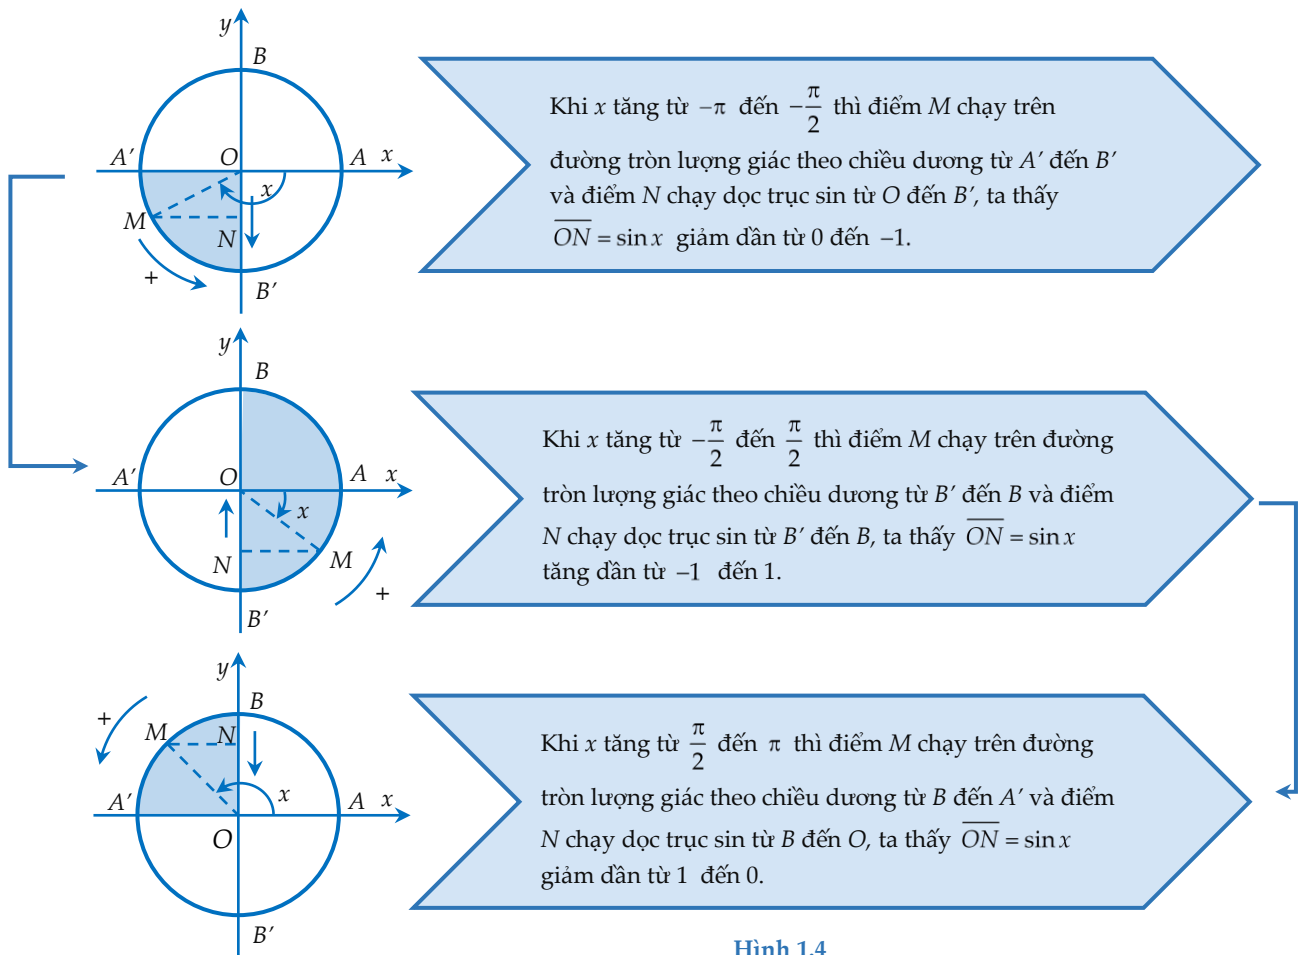 y
B
A′ O A x
x
M
N
+
B′
Khi x tăng từ −π đến −π/2 thì điểm M chạy trên
đường tròn lượng giác theo chiều dương từ A′ đến B′
và điểm N chạy dọc trục sin từ O đến B′, ta thấy
\overline{ON} = sin x giảm dần từ 0 đến −1.
y
B
A′ O A x
x
N M
+
B′
Khi x tăng từ −π/2 đến π/2 thì điểm M chạy trên đường
tròn lượng giác theo chiều dương từ B′ đến B và điểm
N chạy dọc trục sin từ B′ đến B, ta thấy \overline{ON} = sin x
tăng dần từ −1 đến 1.
y
B
+ M N
x
A′ A x
O
B′
Khi x tăng từ π/2 đến π thì điểm M chạy trên đường
tròn lượng giác theo chiều dương từ B đến A′ và điểm
N chạy dọc trục sin từ B đến O, ta thấy \overline{ON} = sin x
giảm dần từ 1 đến 0.
Hình 1.4